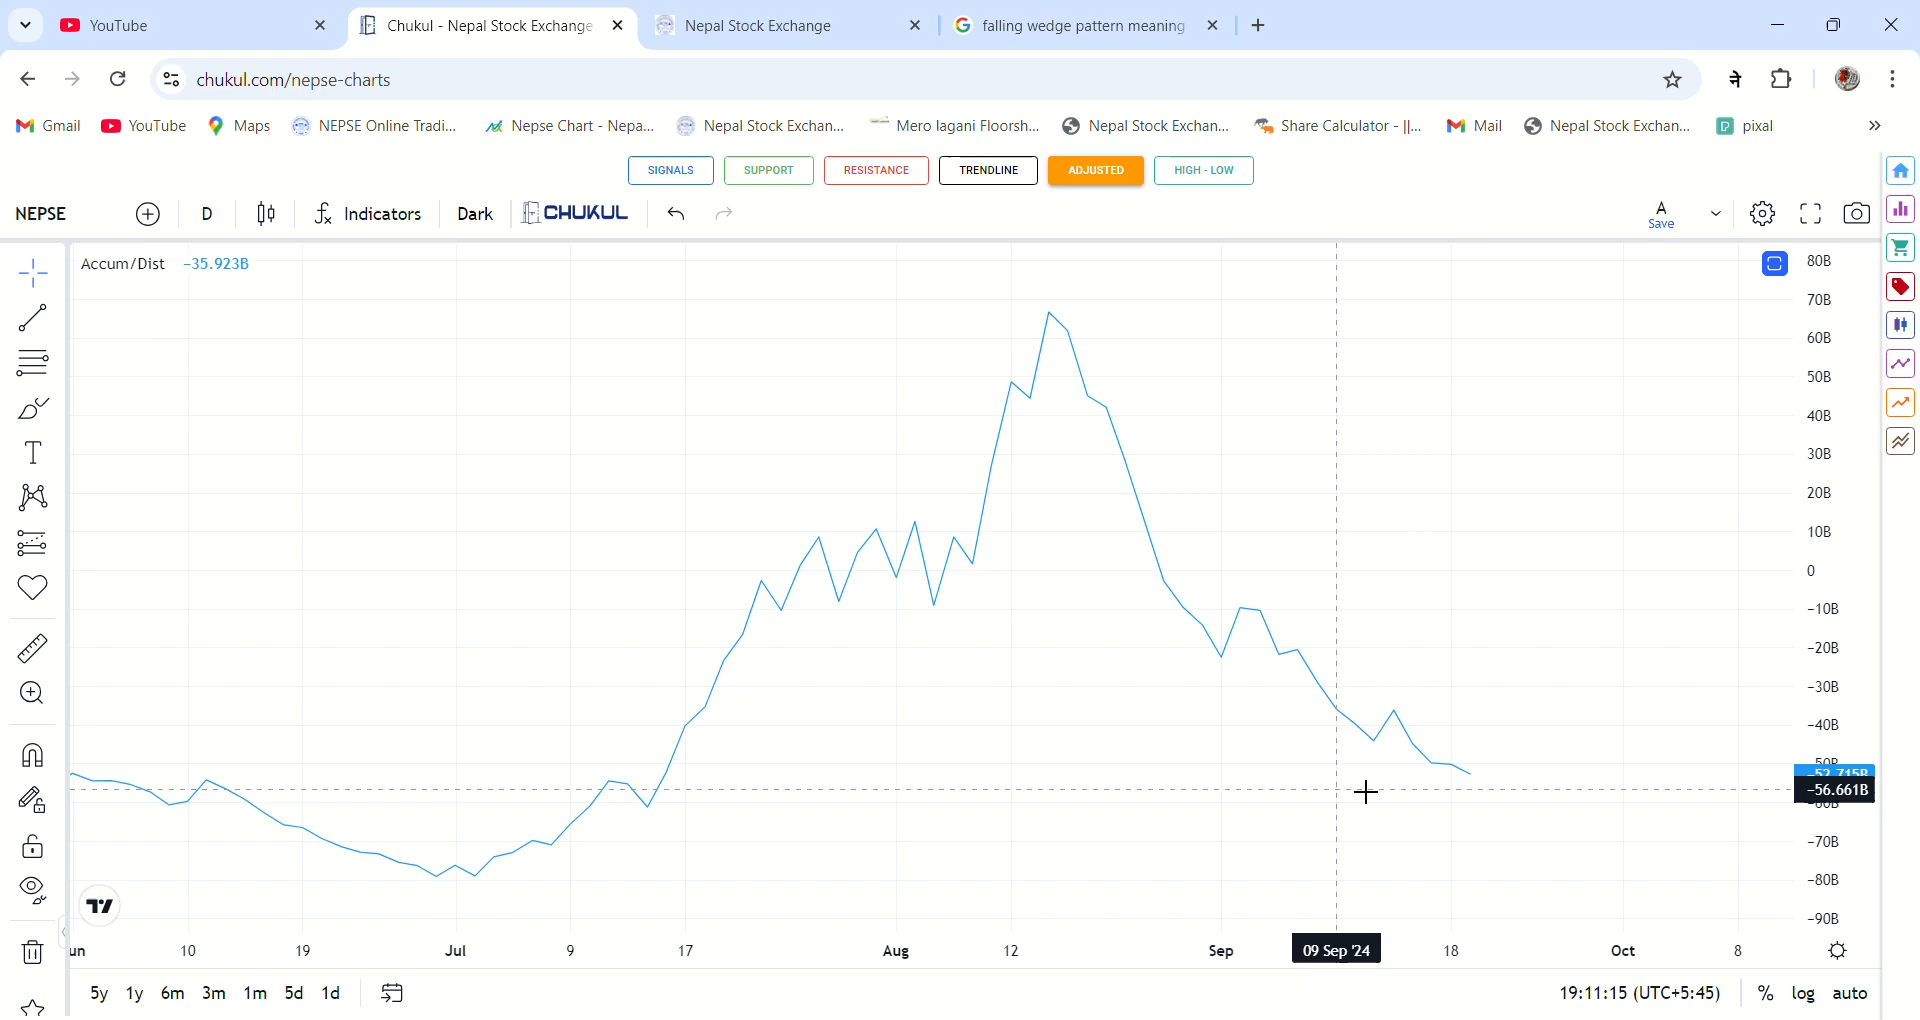 YouTube
Chukul - Nepal Stock Exchange
Nepal Stock Exchange
falling wedge pattern meaning
chukul.com/nepse-charts
ने
Gmail
YouTube
Maps
NEPSE Online Tradi...
Nepse Chart - Nepa...
Nepal Stock Exchan...
Mero lagani Floorsh...
Nepal Stock Exchan...
Share Calculator - ||...
Mail
Nepal Stock Exchan...
pixal
SIGNALS
SUPPORT
RESISTANCE
TRENDLINE
ADJUSTED
HIGH - LOW
NEPSE
D
Indicators
Dark
CHUKUL
A
Save
Accum/Dist −35.923B
80B
70B
60B
50B
40B
30B
20B
10B
0
−10B
−20B
−30B
−40B
−50B
−52.715B
−56.661B
−60B
−70B
−80B
−90B
un
10
19
Jul
9
17
Aug
12
Sep
09 Sep '24
18
Oct
8
5y
1y
6m
3m
1m
5d
1d
19:11:15 (UTC+5:45)
%
log
auto